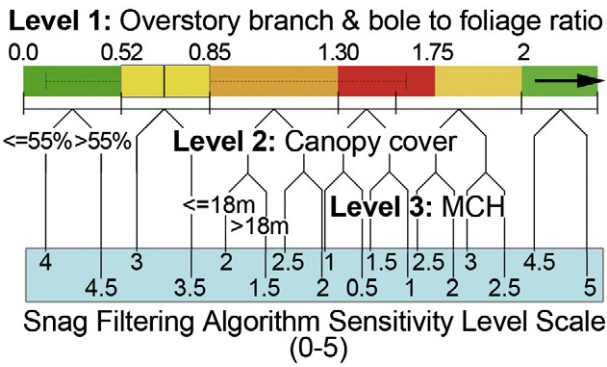 Level 1: Overstory branch & bole to foliage ratio
0.0 0.52 0.85 1.30 1.75 2
<=55% >55% Level 2: Canopy cover
<=18m Level 3: MCH
>18m
4 3 2 2.5 1 1.5 2.5 3 4.5
4.5 3.5 1.5 2 0.5 1 2 2.5 5
Snag Filtering Algorithm Sensitivity Level Scale
(0-5)